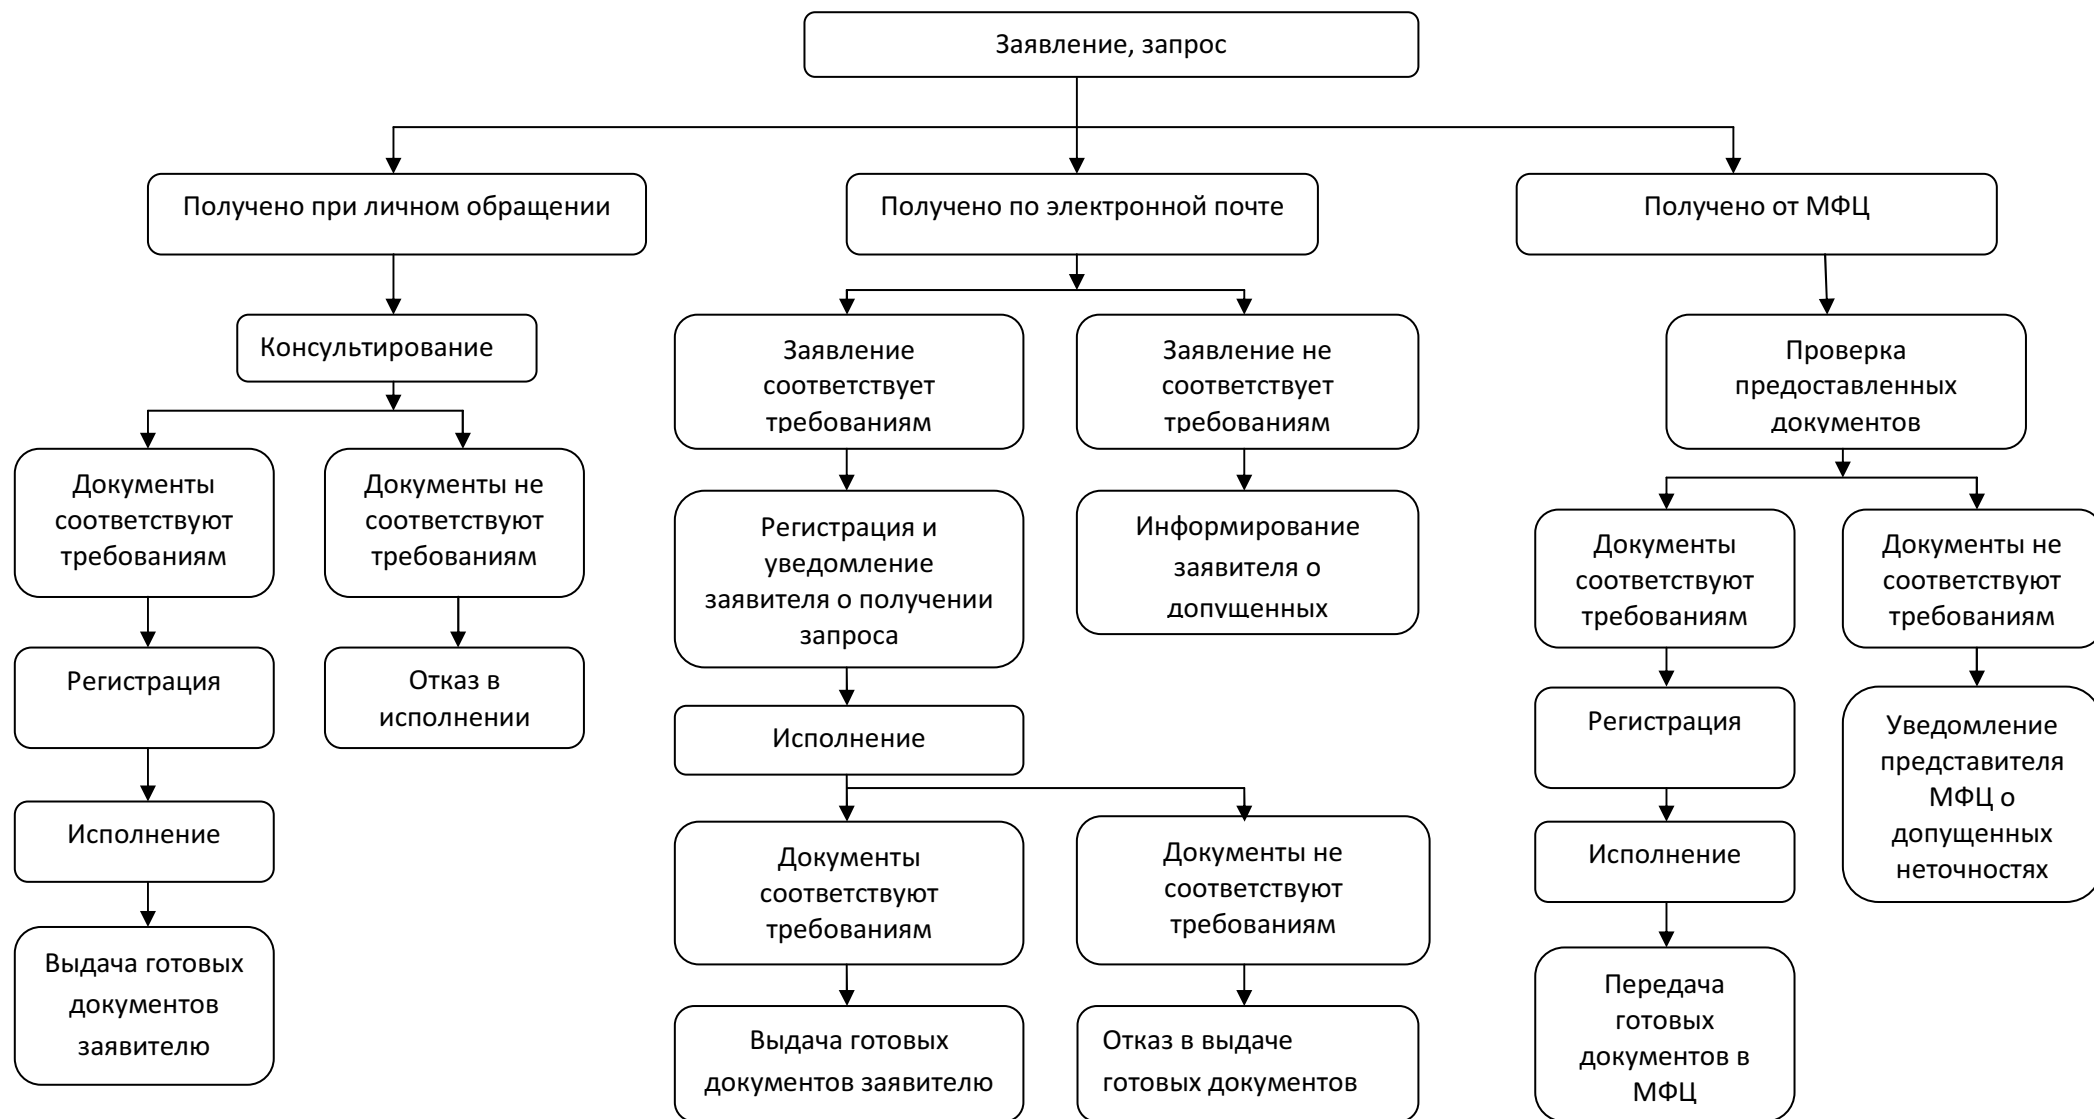 Заявление, запрос
Получено при личном обращении
Получено по электронной почте
Получено от МФЦ
Консультирование
Заявление
соответствует
требованиям
Заявление не
соответствует
требованиям
Проверка
предоставленных
документов
Документы
соответствуют
требованиям
Документы не
соответствуют
требованиям
Регистрация и
уведомление
заявителя о получении
запроса
Информирование
заявителя о
допущенных
Документы
соответствуют
требованиям
Документы не
соответствуют
требованиям
Регистрация
Отказ в
исполнении
Исполнение
Регистрация
Уведомление
представителя
МФЦ о
допущенных
неточностях
Исполнение
Документы
соответствуют
требованиям
Документы не
соответствуют
требованиям
Исполнение
Выдача готовых
документов
заявителю
Выдача готовых
документов заявителю
Отказ в выдаче
готовых документов
Передача
готовых
документов в
МФЦ